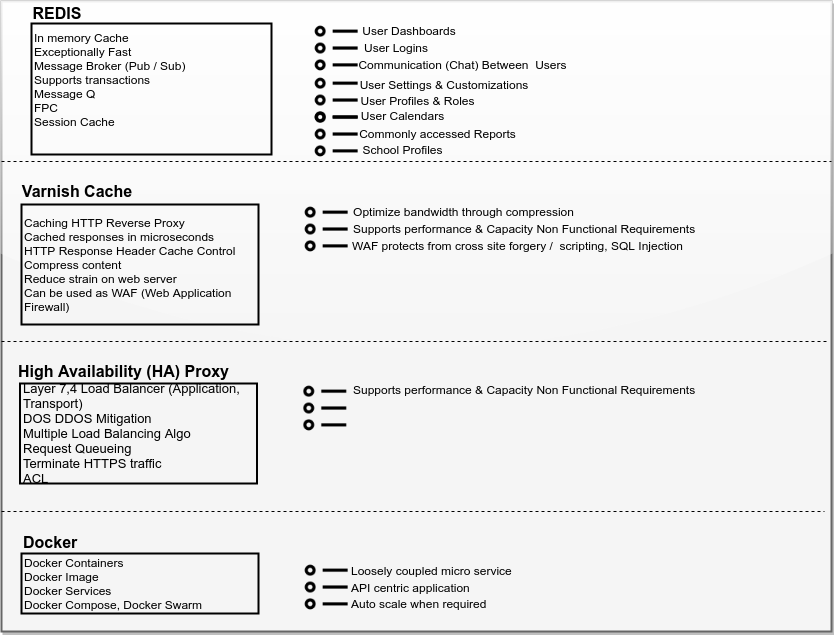 REDIS
In memory Cache
Exceptionally Fast
Message Broker (Pub / Sub)
Supports transactions
Message Q
FPC
Session Cache
User Dashboards
User Logins
Communication (Chat) Between  Users
User Settings & Customizations
User Profiles & Roles
User Calendars
Commonly accessed Reports
School Profiles
Varnish Cache
Caching HTTP Reverse Proxy
Cached responses in microseconds
HTTP Response Header Cache Control
Compress content
Reduce strain on web server
Can be used as WAF (Web Application
Firewall)
Optimize bandwidth through compression
Supports performance & Capacity Non Functional Requirements
WAF protects from cross site forgery /  scripting, SQL Injection
High Availability (HA) Proxy
Layer 7,4 Load Balancer (Application,
Transport)
DOS DDOS Mitigation
Multiple Load Balancing Algo
Request Queueing
Terminate HTTPS traffic
ACL
Supports performance & Capacity Non Functional Requirements
Docker
Docker Containers
Docker Image
Docker Services
Docker Compose, Docker Swarm
Loosely coupled micro service
API centric application
Auto scale when required